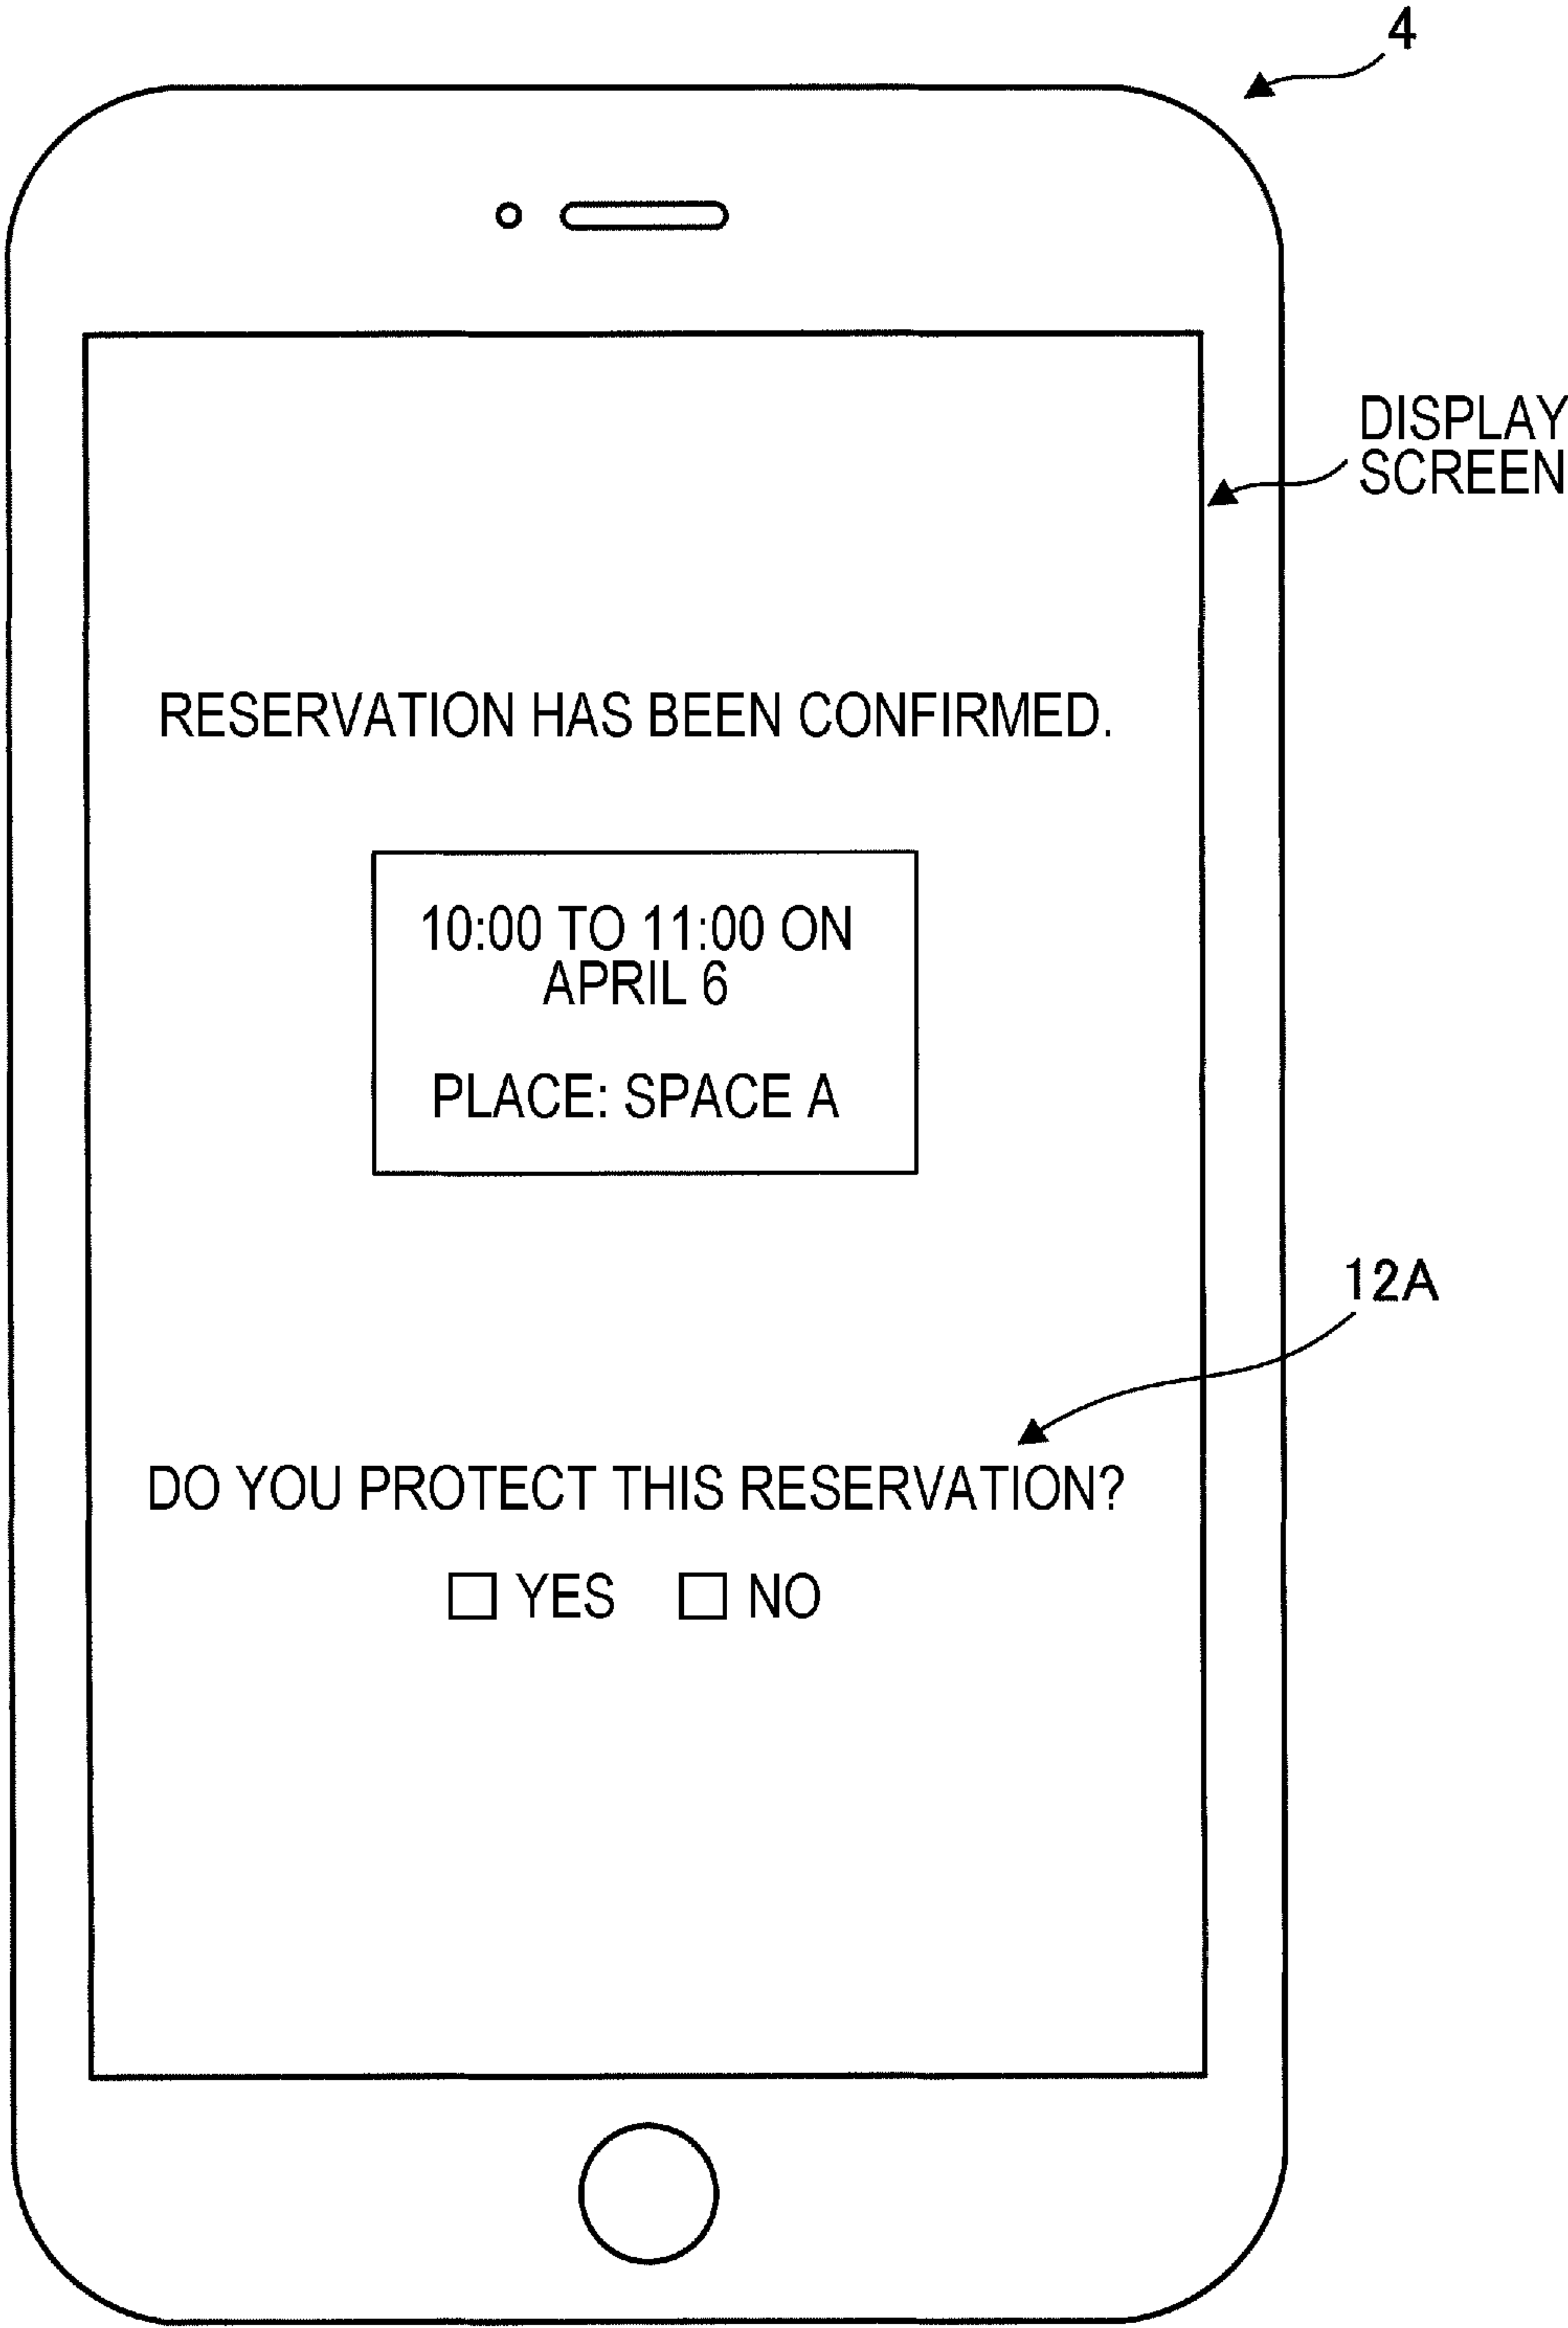 4
DISPLAY
SCREEN
RESERVATION HAS BEEN CONFIRMED.
10:00 TO 11:00 ON
APRIL 6
PLACE: SPACE A
12A
DO YOU PROTECT THIS RESERVATION?
YES NO